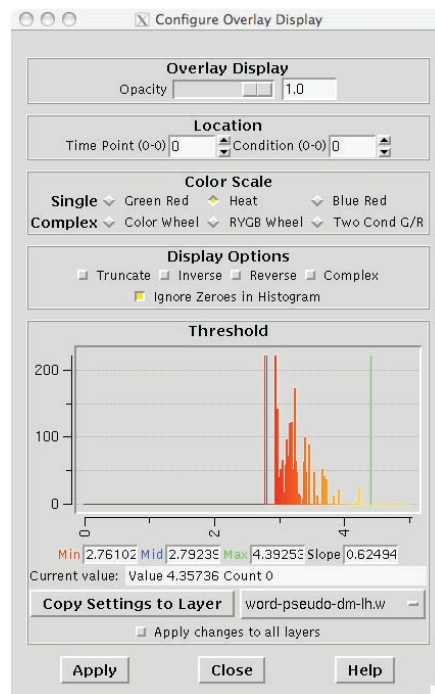 Configure Overlay Display
Overlay Display
Opacity 1.0
Location
Time Point (0-0) 0 Condition (0-0) 0
Color Scale
Single Green Red Heat Blue Red
Complex Color Wheel RYGB Wheel Two Cond G/R
Display Options
Truncate Inverse Reverse Complex
Ignore Zeroes in Histogram
Threshold
200
100
0
0 2 4
Min 2.76102 Mid 2.79239 Max 4.39253 Slope 0.62494
Current value: Value 4.35736 Count 0
Copy Settings to Layer word-pseudo-dm-lh.w
Apply changes to all layers
Apply Close Help